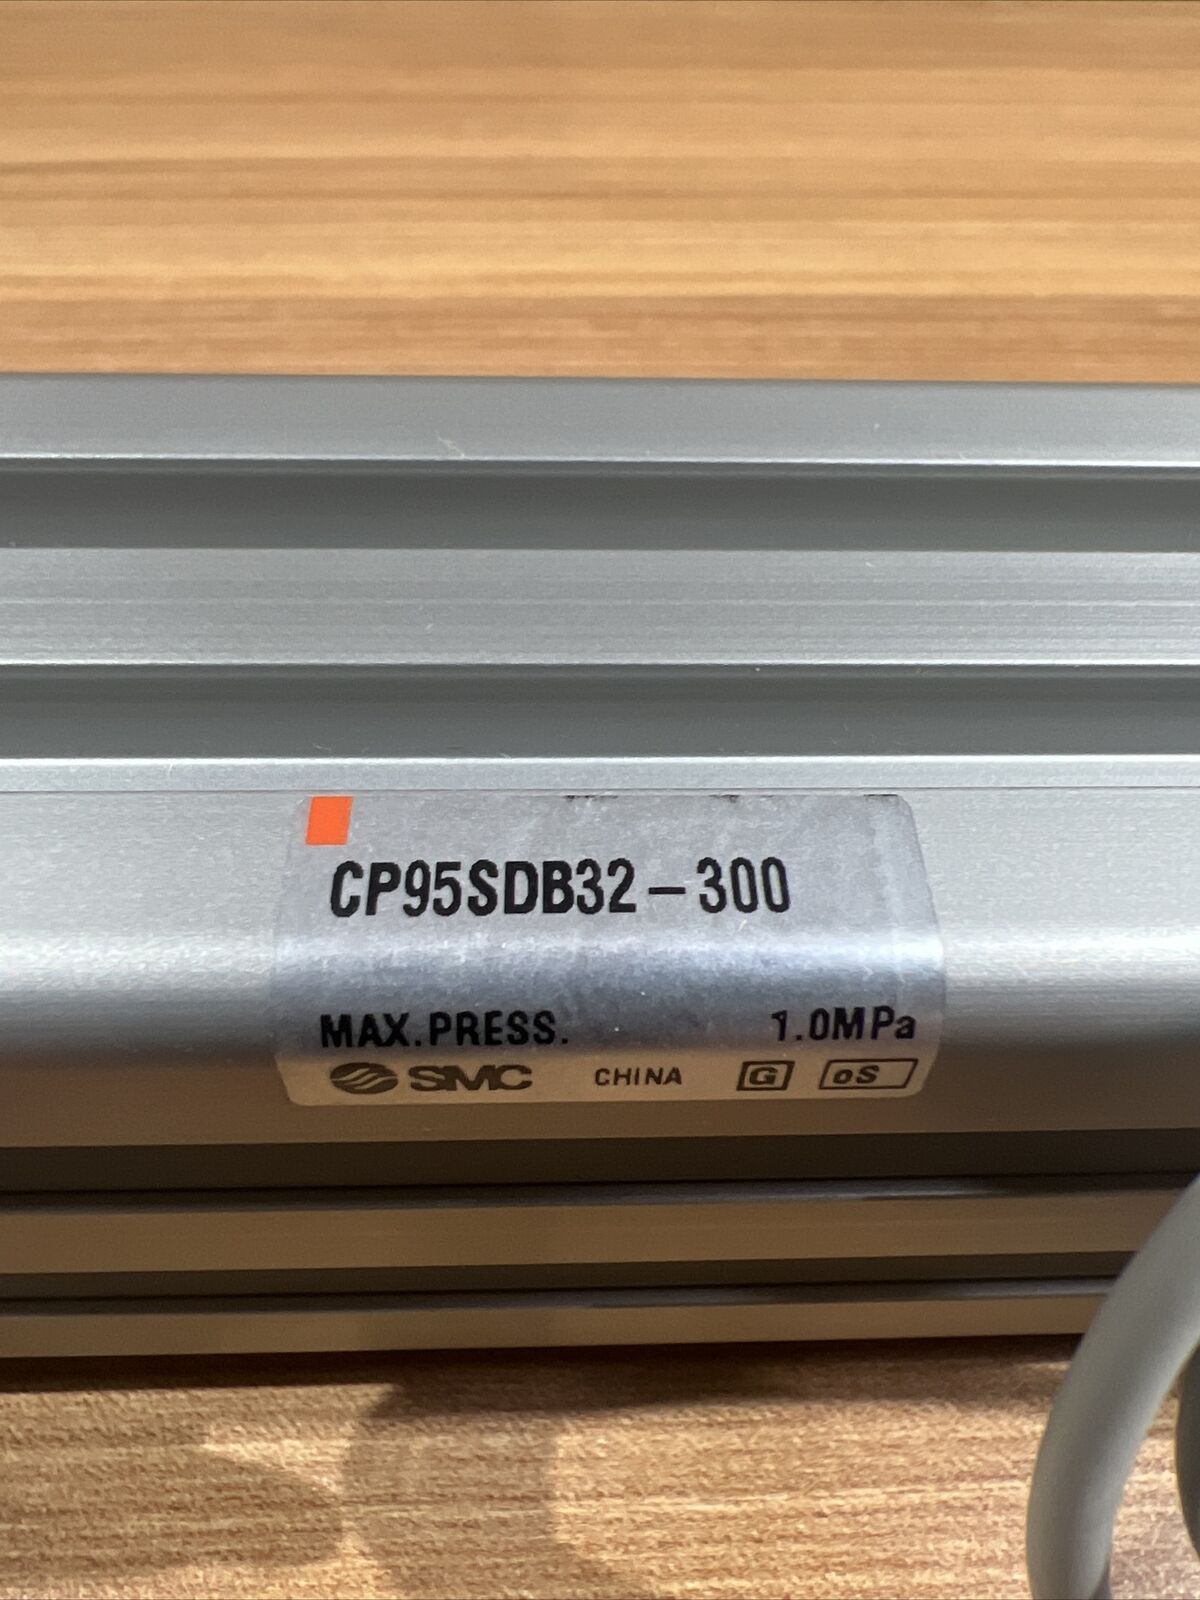 CP95SDB32-300
MAX.PRESS. 1.0MPa
SMC CHINA G oS